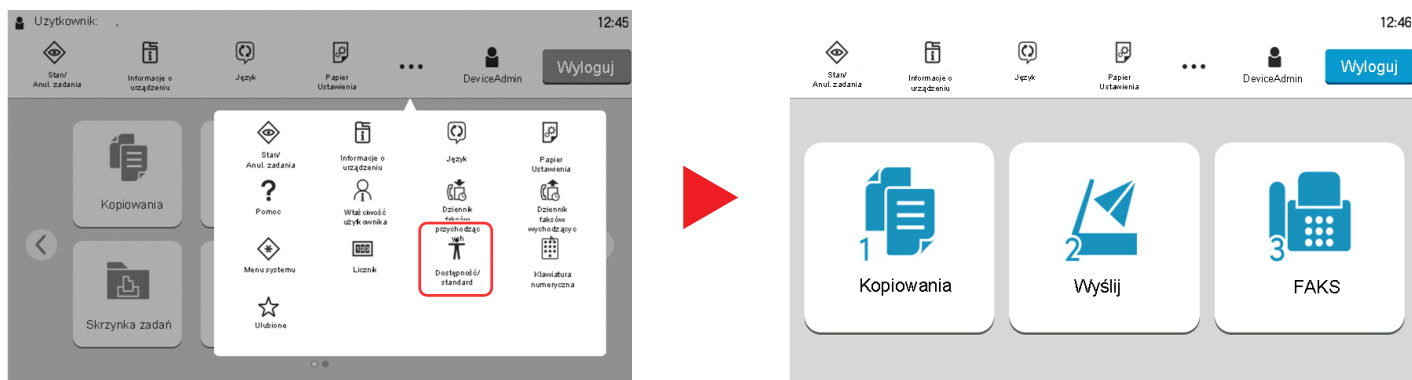 Użytkownik: .
12:45
Stan/
Anul. zadania
Informacje o
urządzeniu
Język
Papier
Ustawienia
DeviceAdmin
Wyloguj
Stan/
Anul. zadania
Informacje o
urządzeniu
Język
Papier
Ustawienia
Pomoc
Właściwość
użytkownika
Dziennik
faksów
przychodząc
ych
Dziennik
faksów
wychodzącyc
Menu systemu
Licznik
Dostępność/
standard
Klawiatura
numeryczna
Ulubione
Kopiowania
Skrzynka zadań
12:46
Stan/
Anul. zadania
Informacje o
urządzeniu
Język
Papier
Ustawienia
DeviceAdmin
Wyloguj
1
Kopiowania
2
Wyślij
3
FAKS